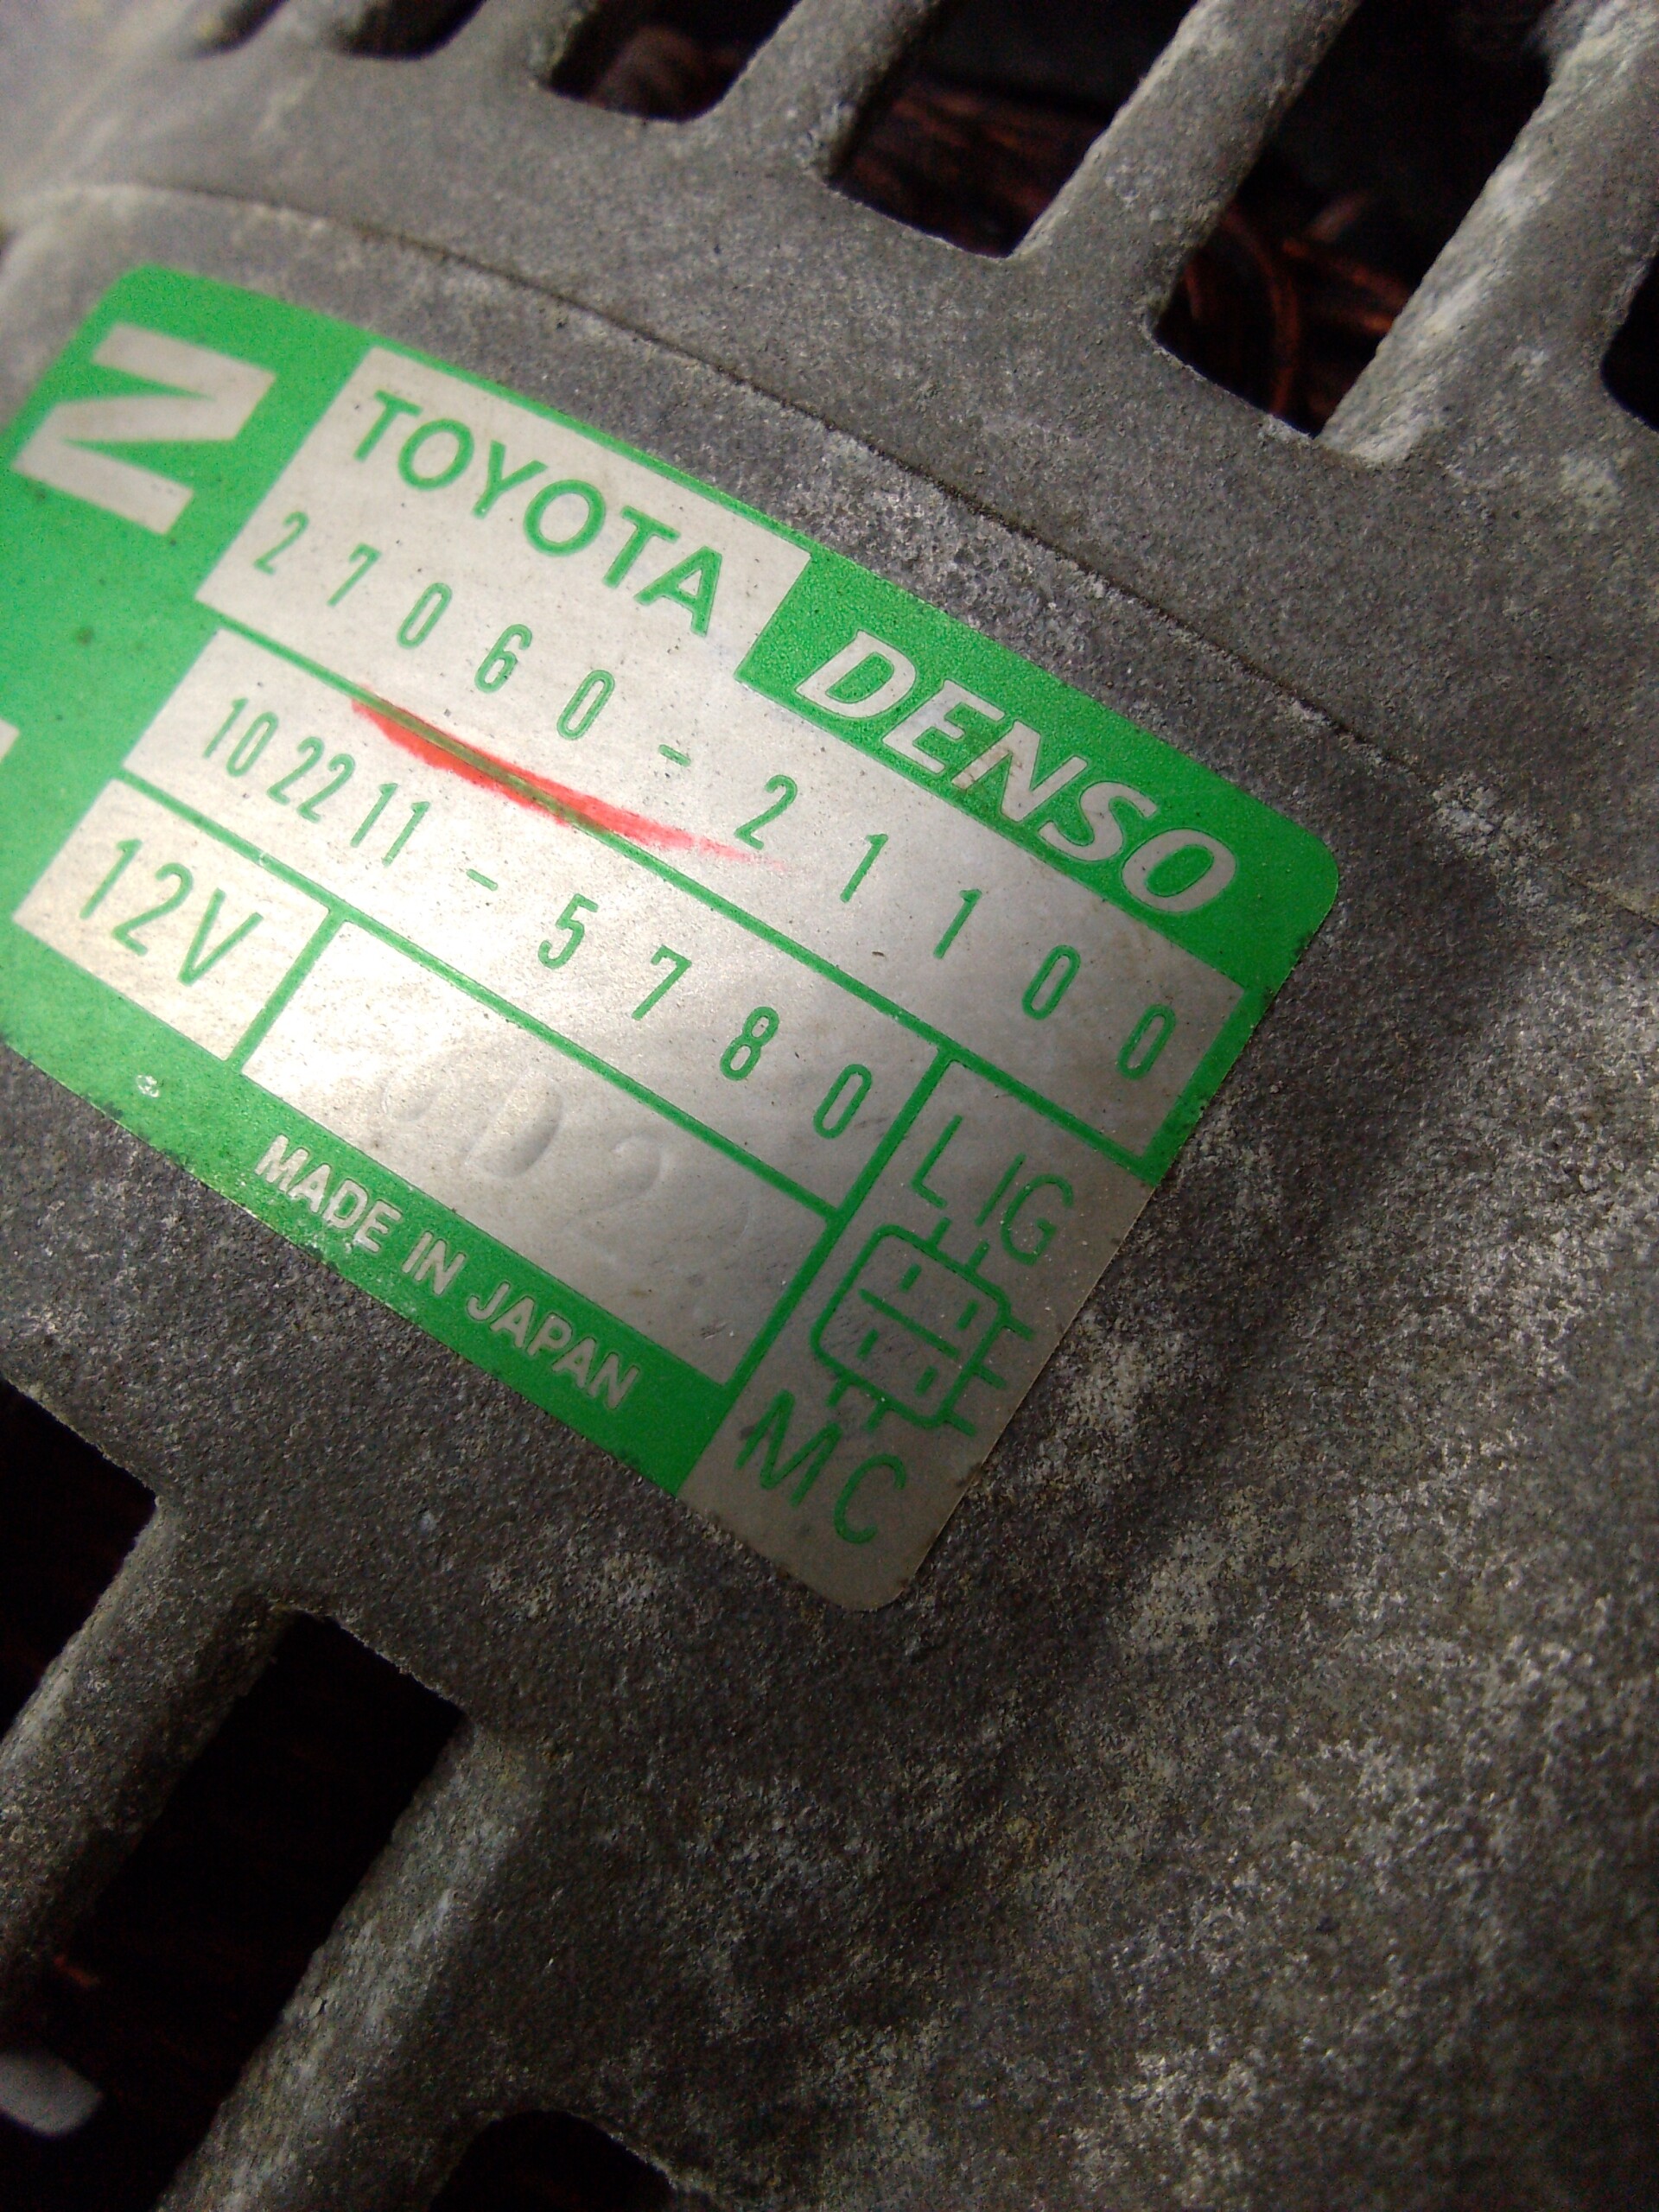 N
TOYOTA
DENSO
27060-21100
102211-5780
12V
L IG
M C
MADE IN JAPAN